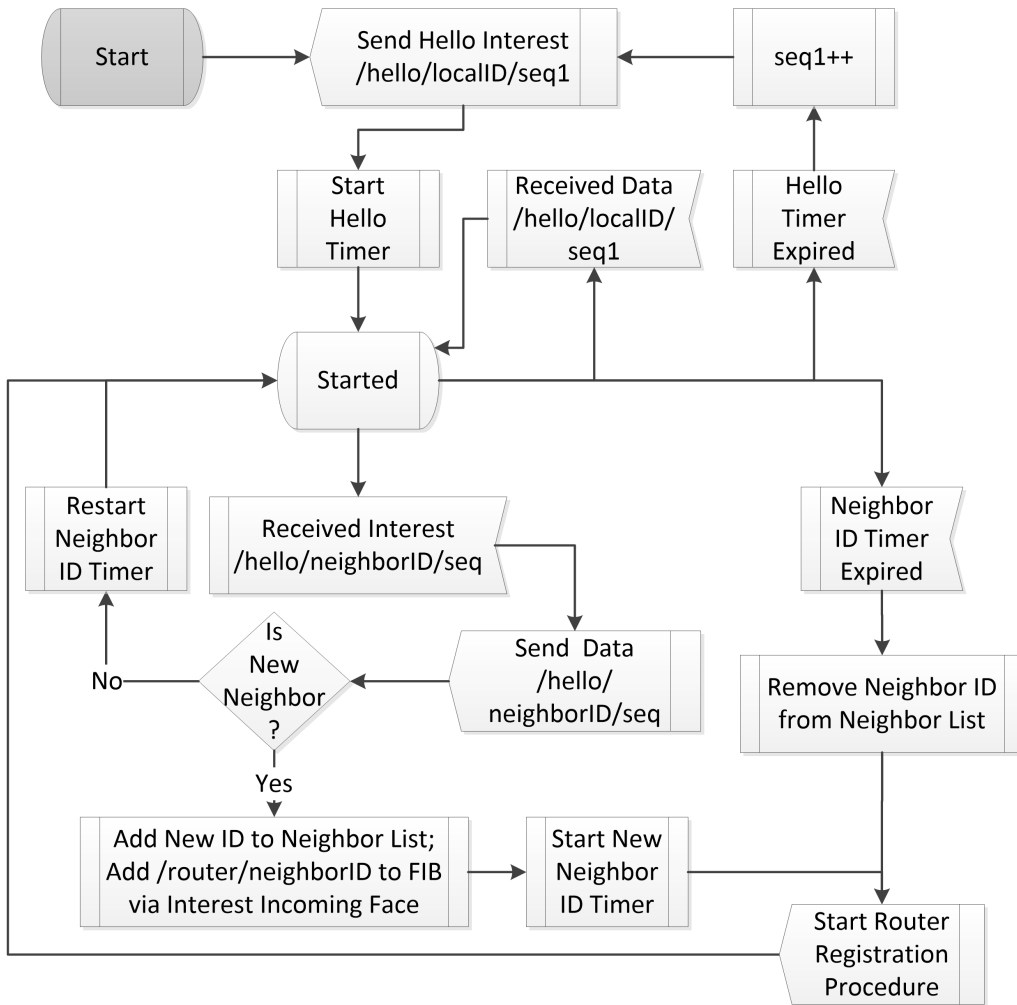 Start
Send Hello Interest
/hello/localID/seq1
seq1++
Start
Hello
Timer
Received Data
/hello/localID/
seq1
Hello
Timer
Expired
Started
Restart
Neighbor
ID Timer
Received Interest
/hello/neighborID/seq
Neighbor
ID Timer
Expired
Is
New
Neighbor
?
No
Send  Data
/hello/
neighborID/seq
Remove Neighbor ID
from Neighbor List
Yes
Add New ID to Neighbor List;
Add /router/neighborID to FIB
via Interest Incoming Face
Start New
Neighbor
ID Timer
Start Router
Registration
Procedure